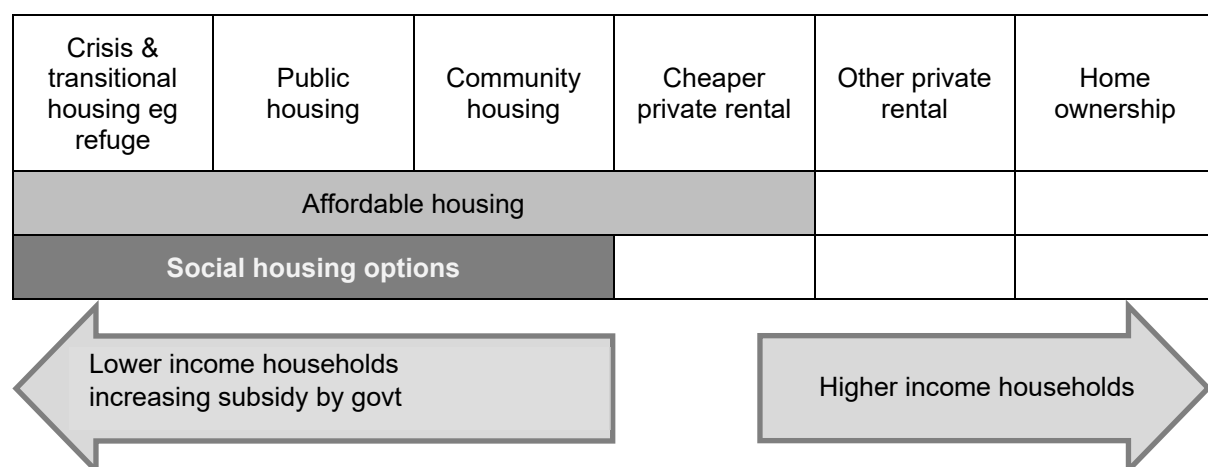 Crisis &
transitional
housing eg
refuge
Public
housing
Community
housing
Cheaper
private rental
Other private
rental
Home
ownership
Affordable housing
Social housing options
Lower income households
increasing subsidy by govt
Higher income households